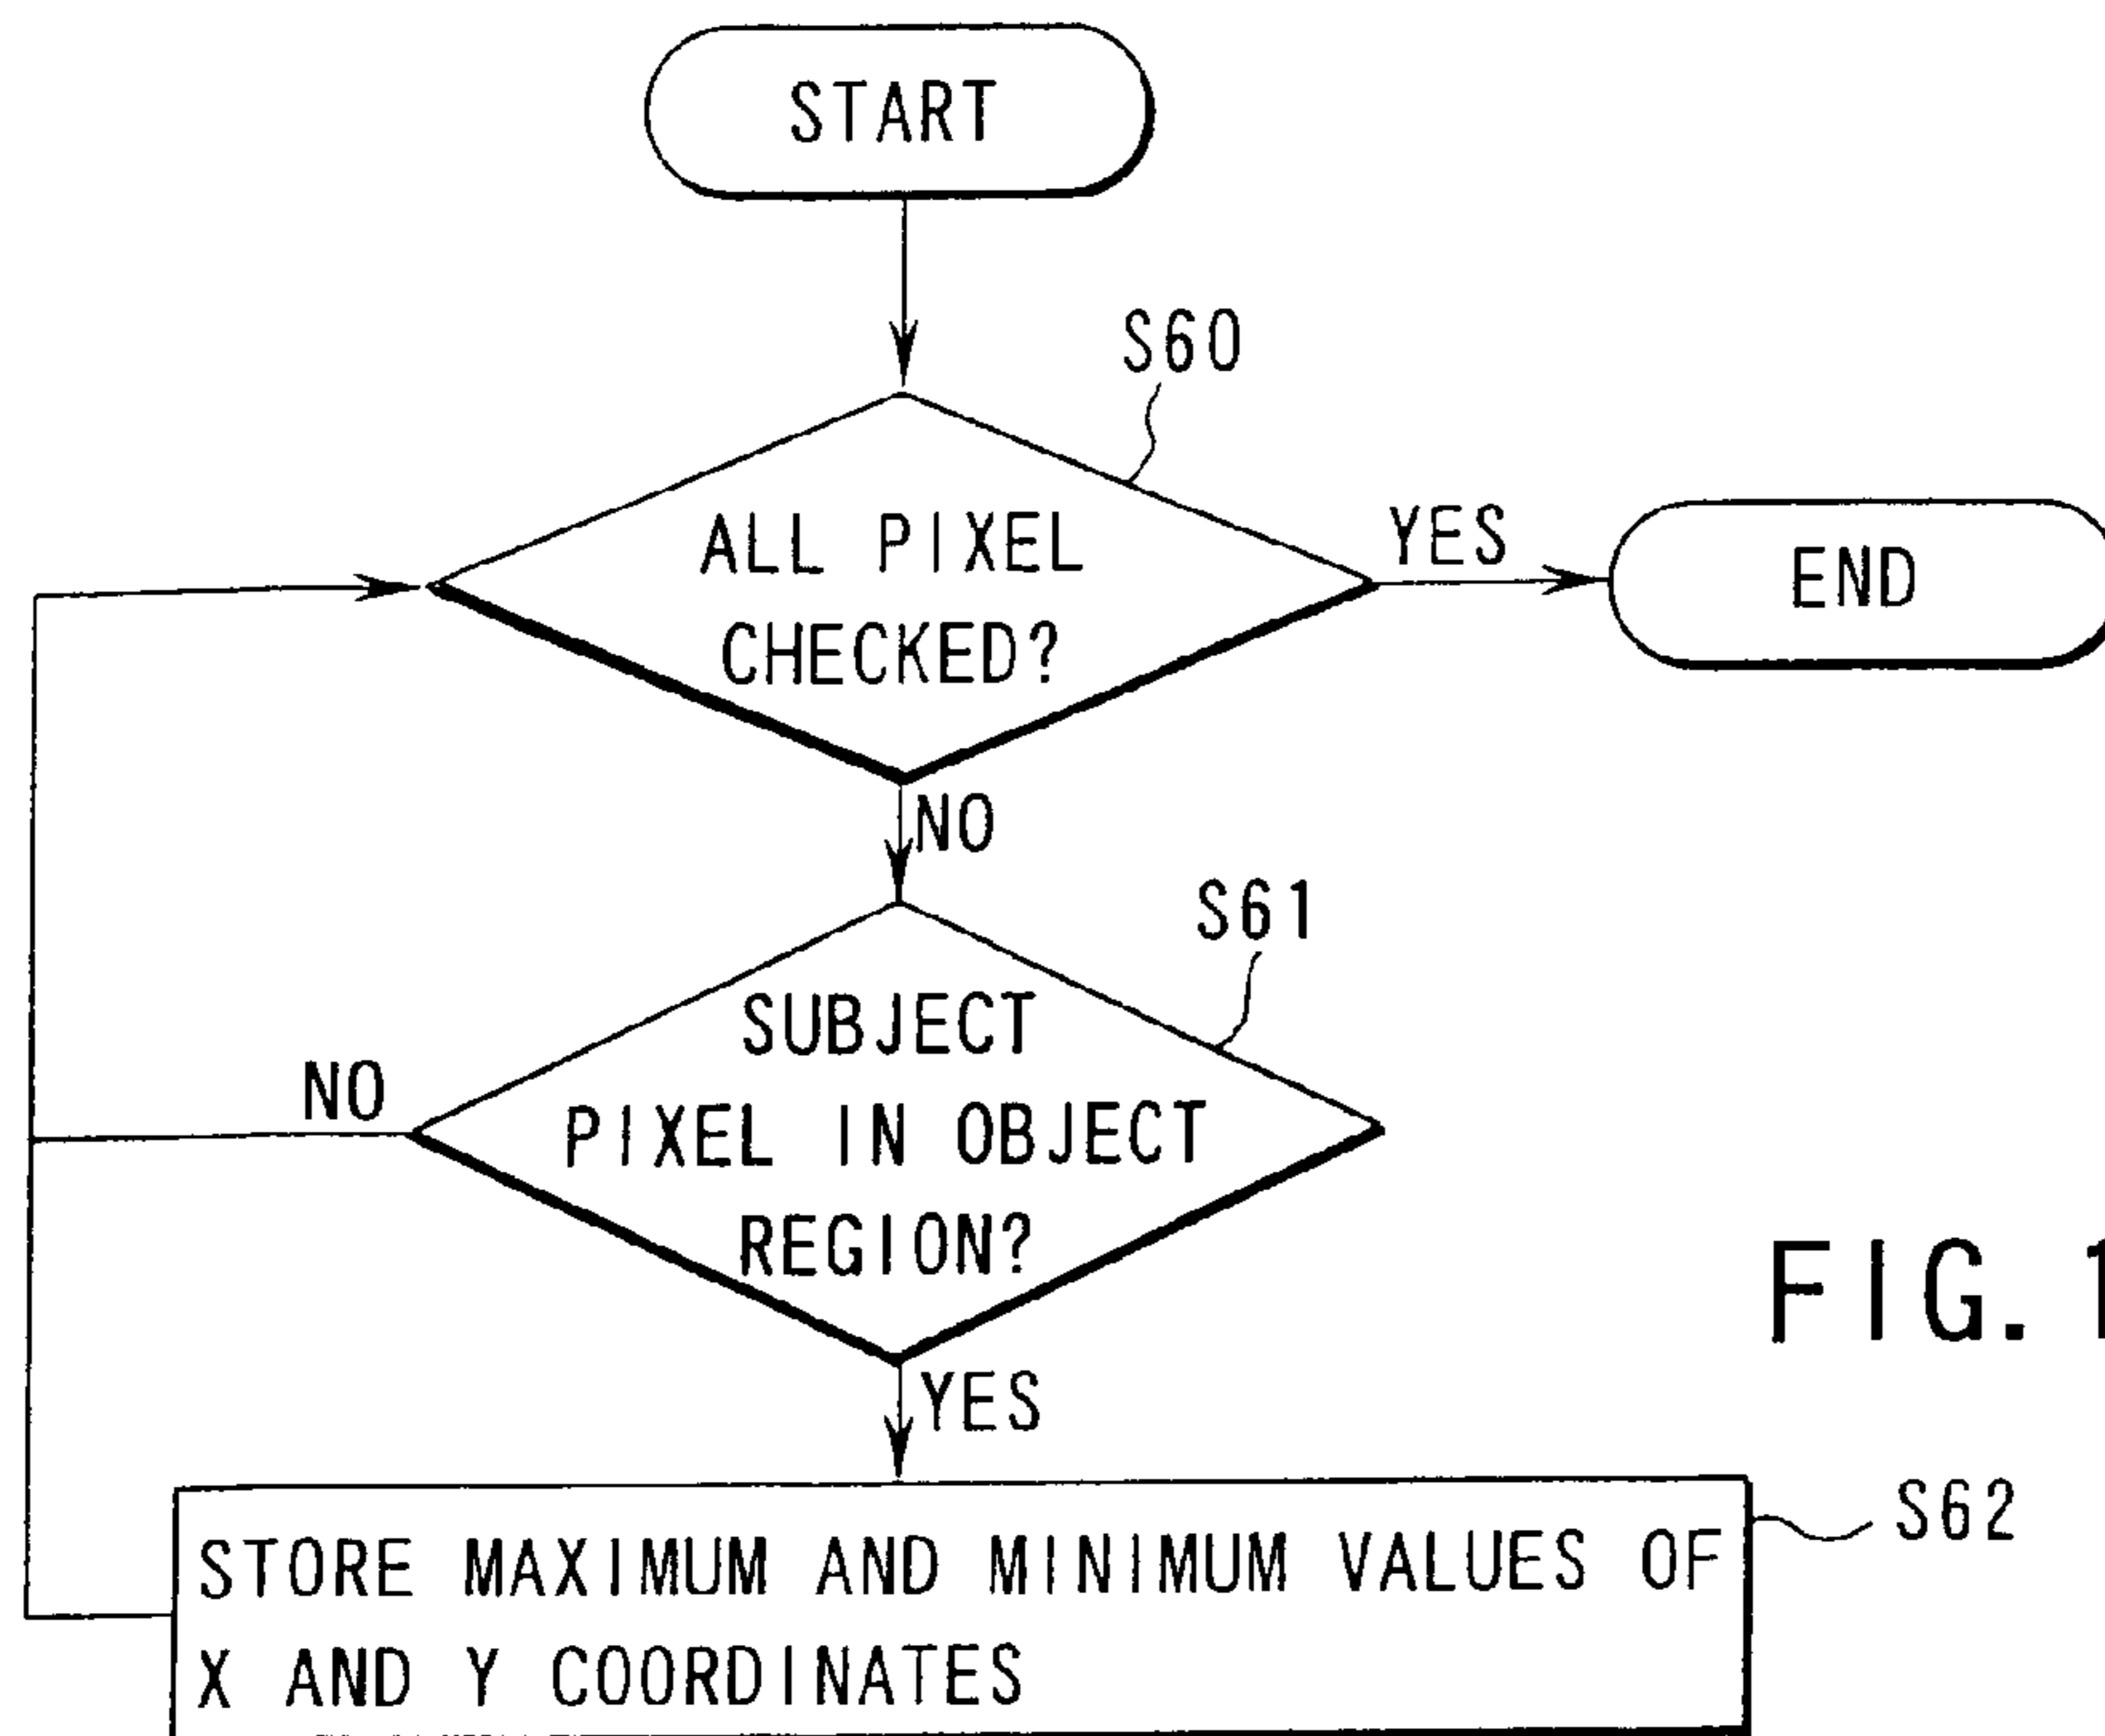 START
S60
ALL PIXEL
CHECKED?
YES
END
NO
S61
SUBJECT
PIXEL IN OBJECT
REGION?
NO
FIG. 1
YES
S62
STORE MAXIMUM AND MINIMUM VALUES OF
X AND Y COORDINATES